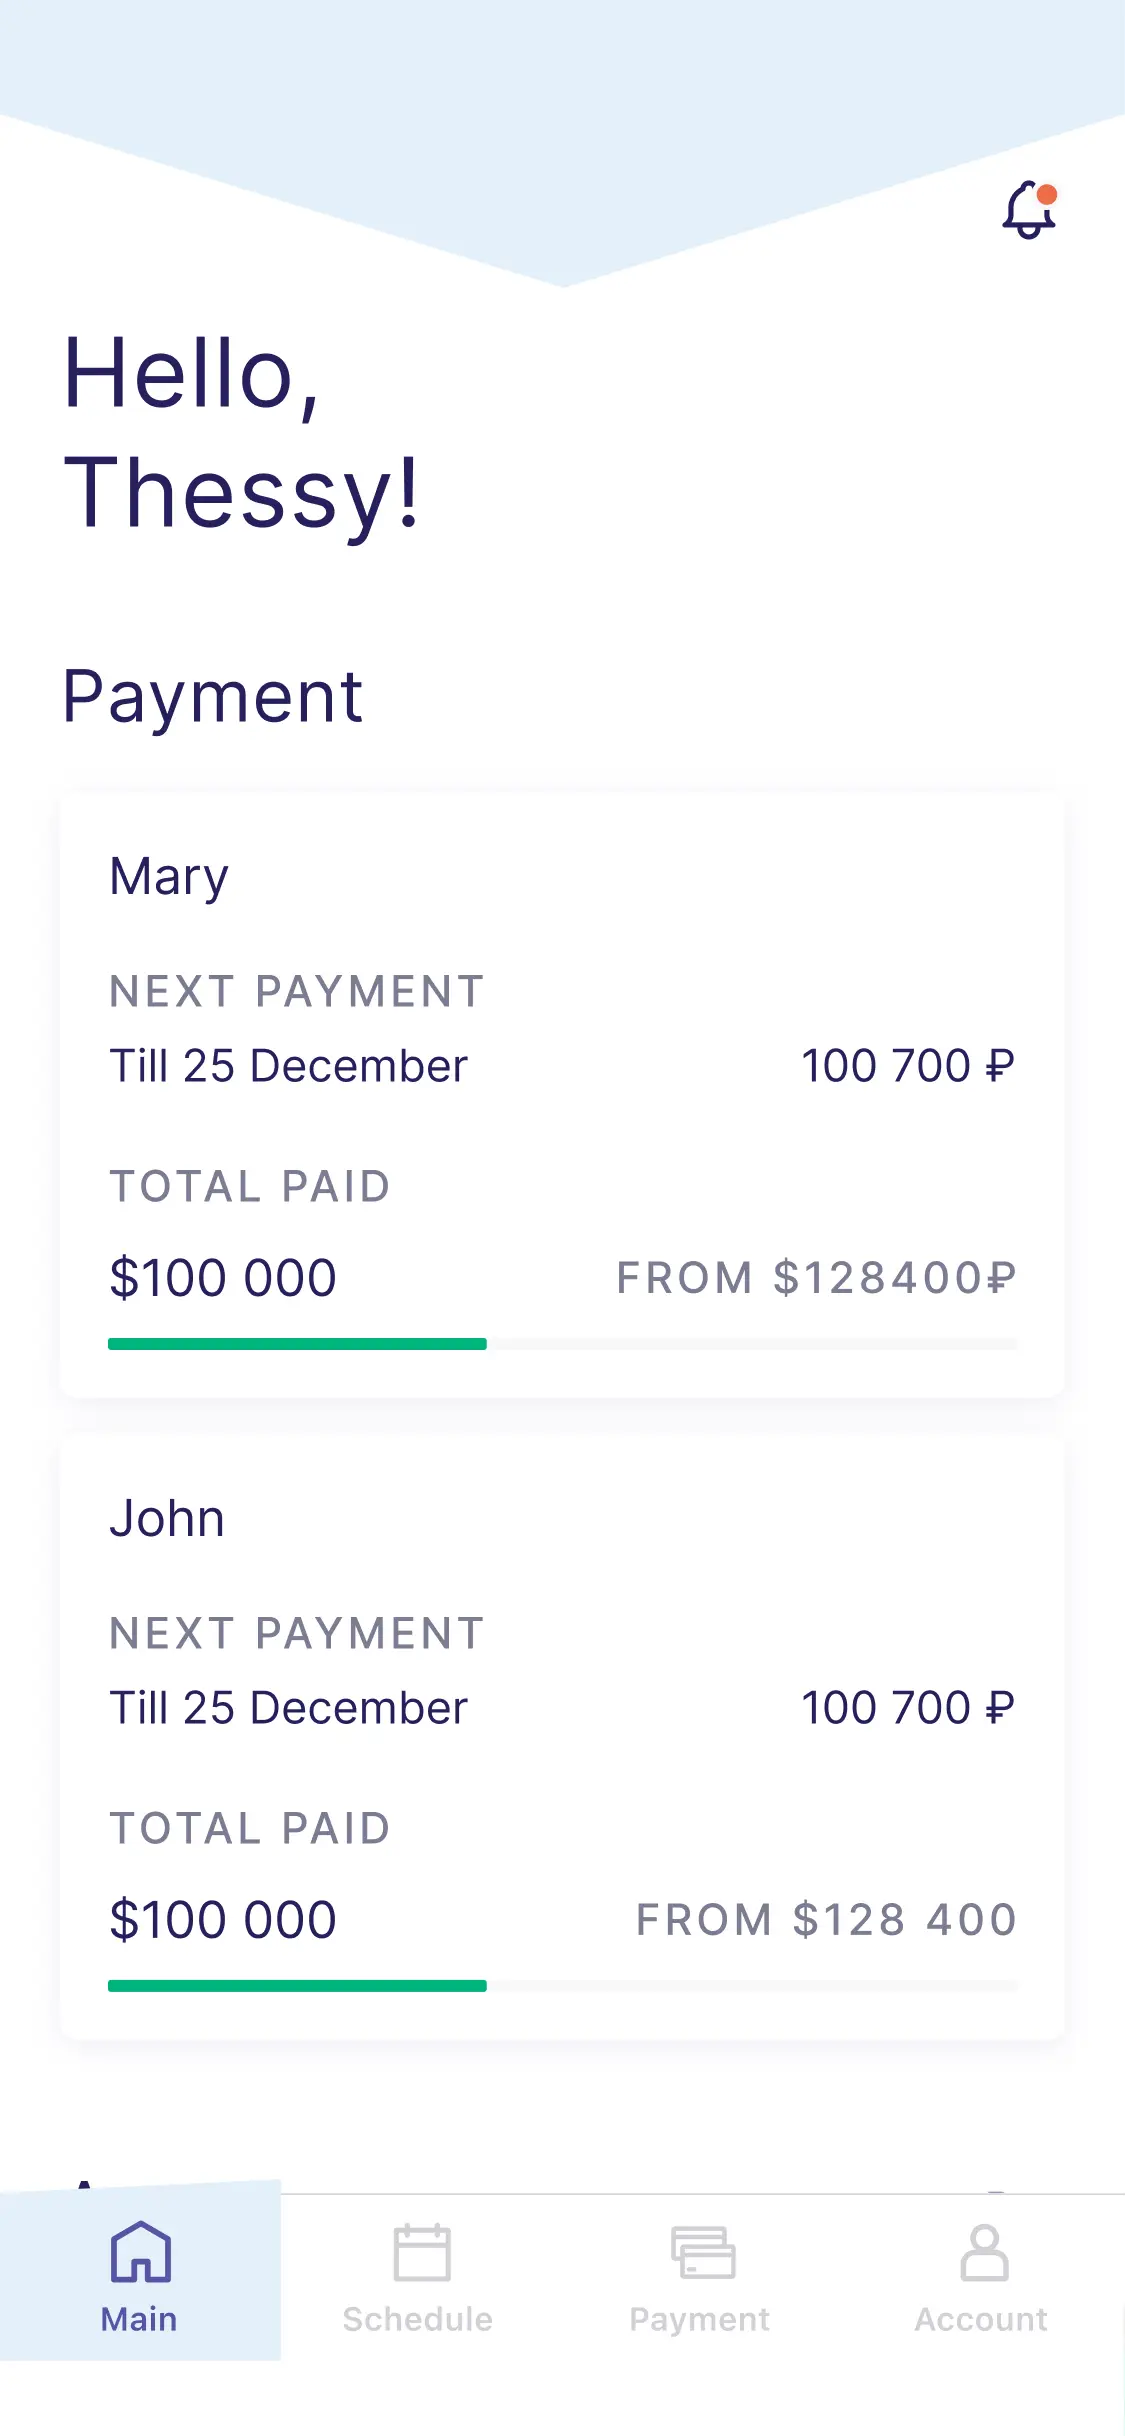 Hello,
Thessy!
Payment
Mary
NEXT PAYMENT
Till 25 December 100 700 ₽
TOTAL PAID
$100 000 FROM $128400₽
John
NEXT PAYMENT
Till 25 December 100 700 ₽
TOTAL PAID
$100 000 FROM $128 400
Main Schedule Payment Account